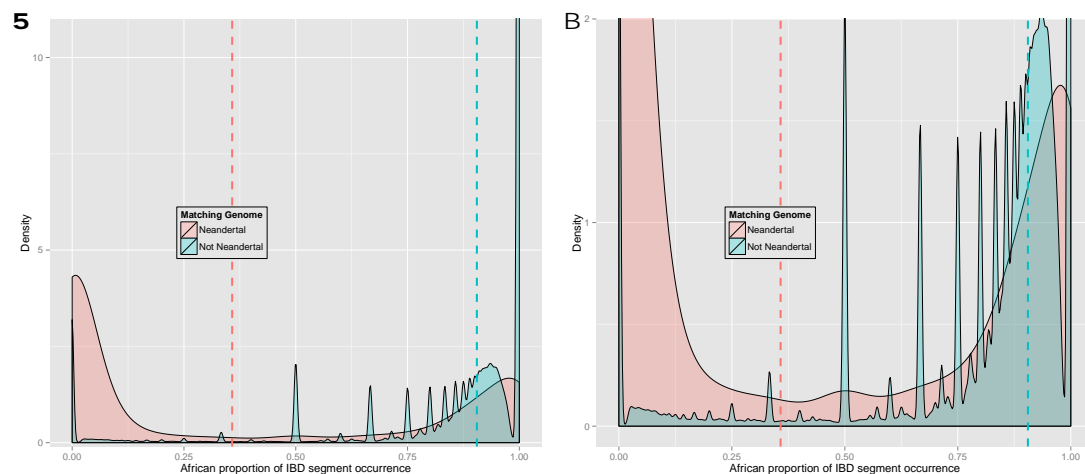 5
10
5
0
Density
Matching Genome
Neandertal
Not Neandertal
0.00 0.25 0.50 0.75 1.00
African proportion of IBD segment occurrence
B
2
1
0
Density
Matching Genome
Neandertal
Not Neandertal
0.00 0.25 0.50 0.75 1.00
African proportion of IBD segment occurrence